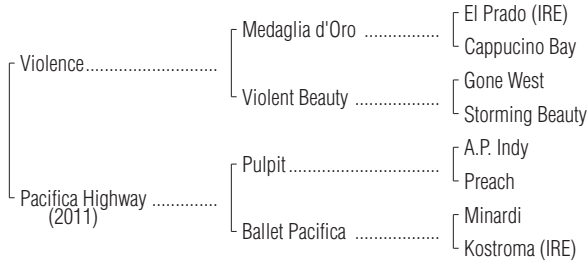 El Prado (IRE)
Medaglia d'Oro ..................
Cappucino Bay
Violence................................
Gone West
Violent Beauty .....................
Storming Beauty
A.P. Indy
Pulpit.....................................
Preach
Pacifica Highway ................
(2011)
Minardi
Ballet Pacifica .....................
Kostroma (IRE)